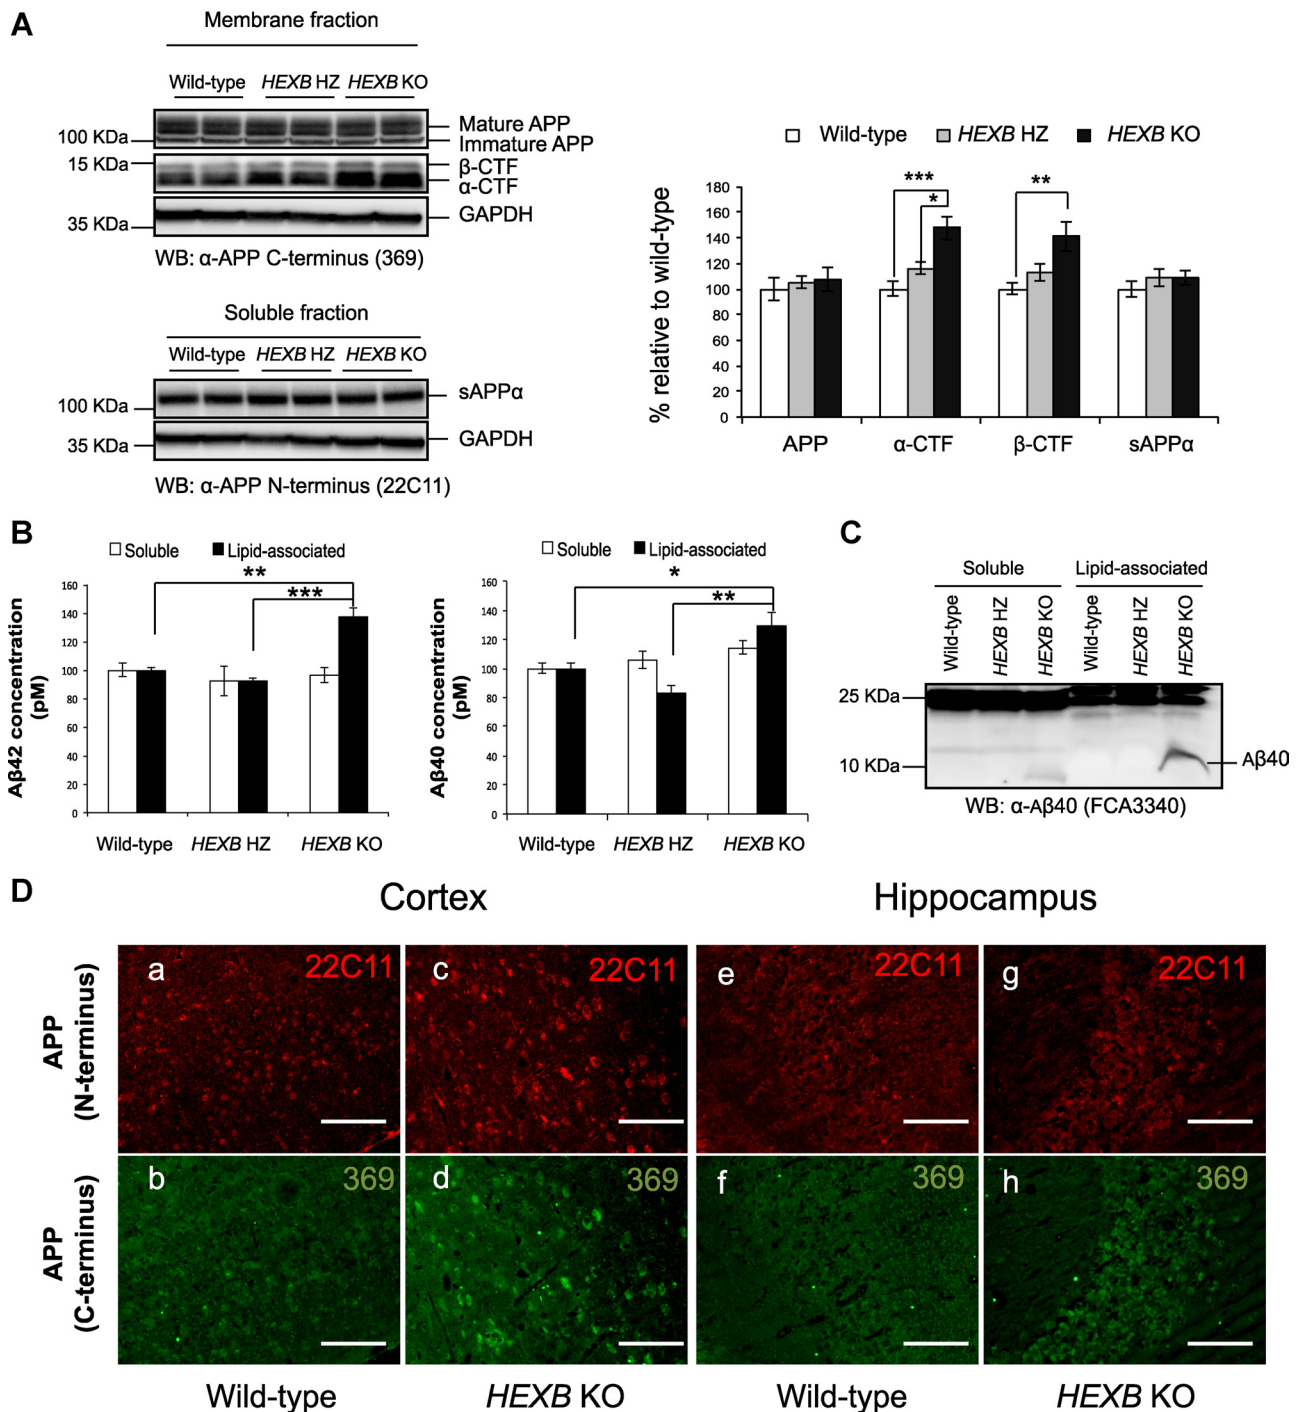 A
Membrane fraction
Wild-type HEXB HZ HEXB KO
100 KDa
Mature APP
Immature APP
15 KDa
β-CTF
α-CTF
35 KDa
GAPDH
WB: α-APP C-terminus (369)
Soluble fraction
Wild-type HEXB HZ HEXB KO
100 KDa
sAPPα
35 KDa
GAPDH
WB: α-APP N-terminus (22C11)
Wild-type HEXB HZ HEXB KO
% relative to wild-type
180
160
140
120
100
80
60
40
20
0
***
*
**
APP α-CTF β-CTF sAPPα
B
Soluble Lipid-associated
Aβ42 concentration
(pM)
160
140
120
100
80
60
40
20
0
**
***
Wild-type HEXB HZ HEXB KO
Soluble Lipid-associated
Aβ40 concentration
(pM)
160
140
120
100
80
60
40
20
0
*
**
Wild-type HEXB HZ HEXB KO
C
Soluble Lipid-associated
Wild-type
HEXB HZ
HEXB KO
Wild-type
HEXB HZ
HEXB KO
25 KDa
10 KDa
Aβ40
WB: α-Aβ40 (FCA3340)
D
Cortex Hippocampus
APP
(N-terminus)
a 22C11
c 22C11
e 22C11
g 22C11
APP
(C-terminus)
b 369
d 369
f 369
h 369
Wild-type HEXB KO Wild-type HEXB KO